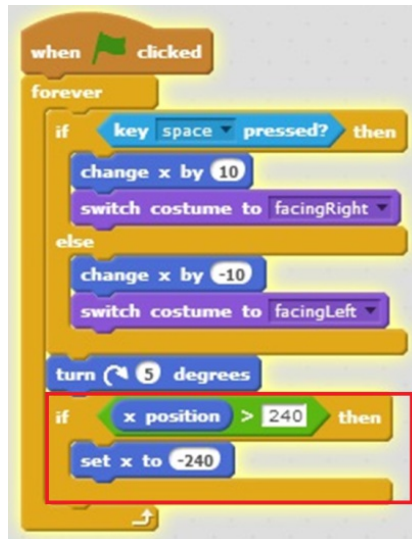 when clicked
forever
if key space pressed? then
change x by 10
switch costume to facingRight
else
change x by -10
switch costume to facingLeft
turn 5 degrees
if x position > 240 then
set x to -240